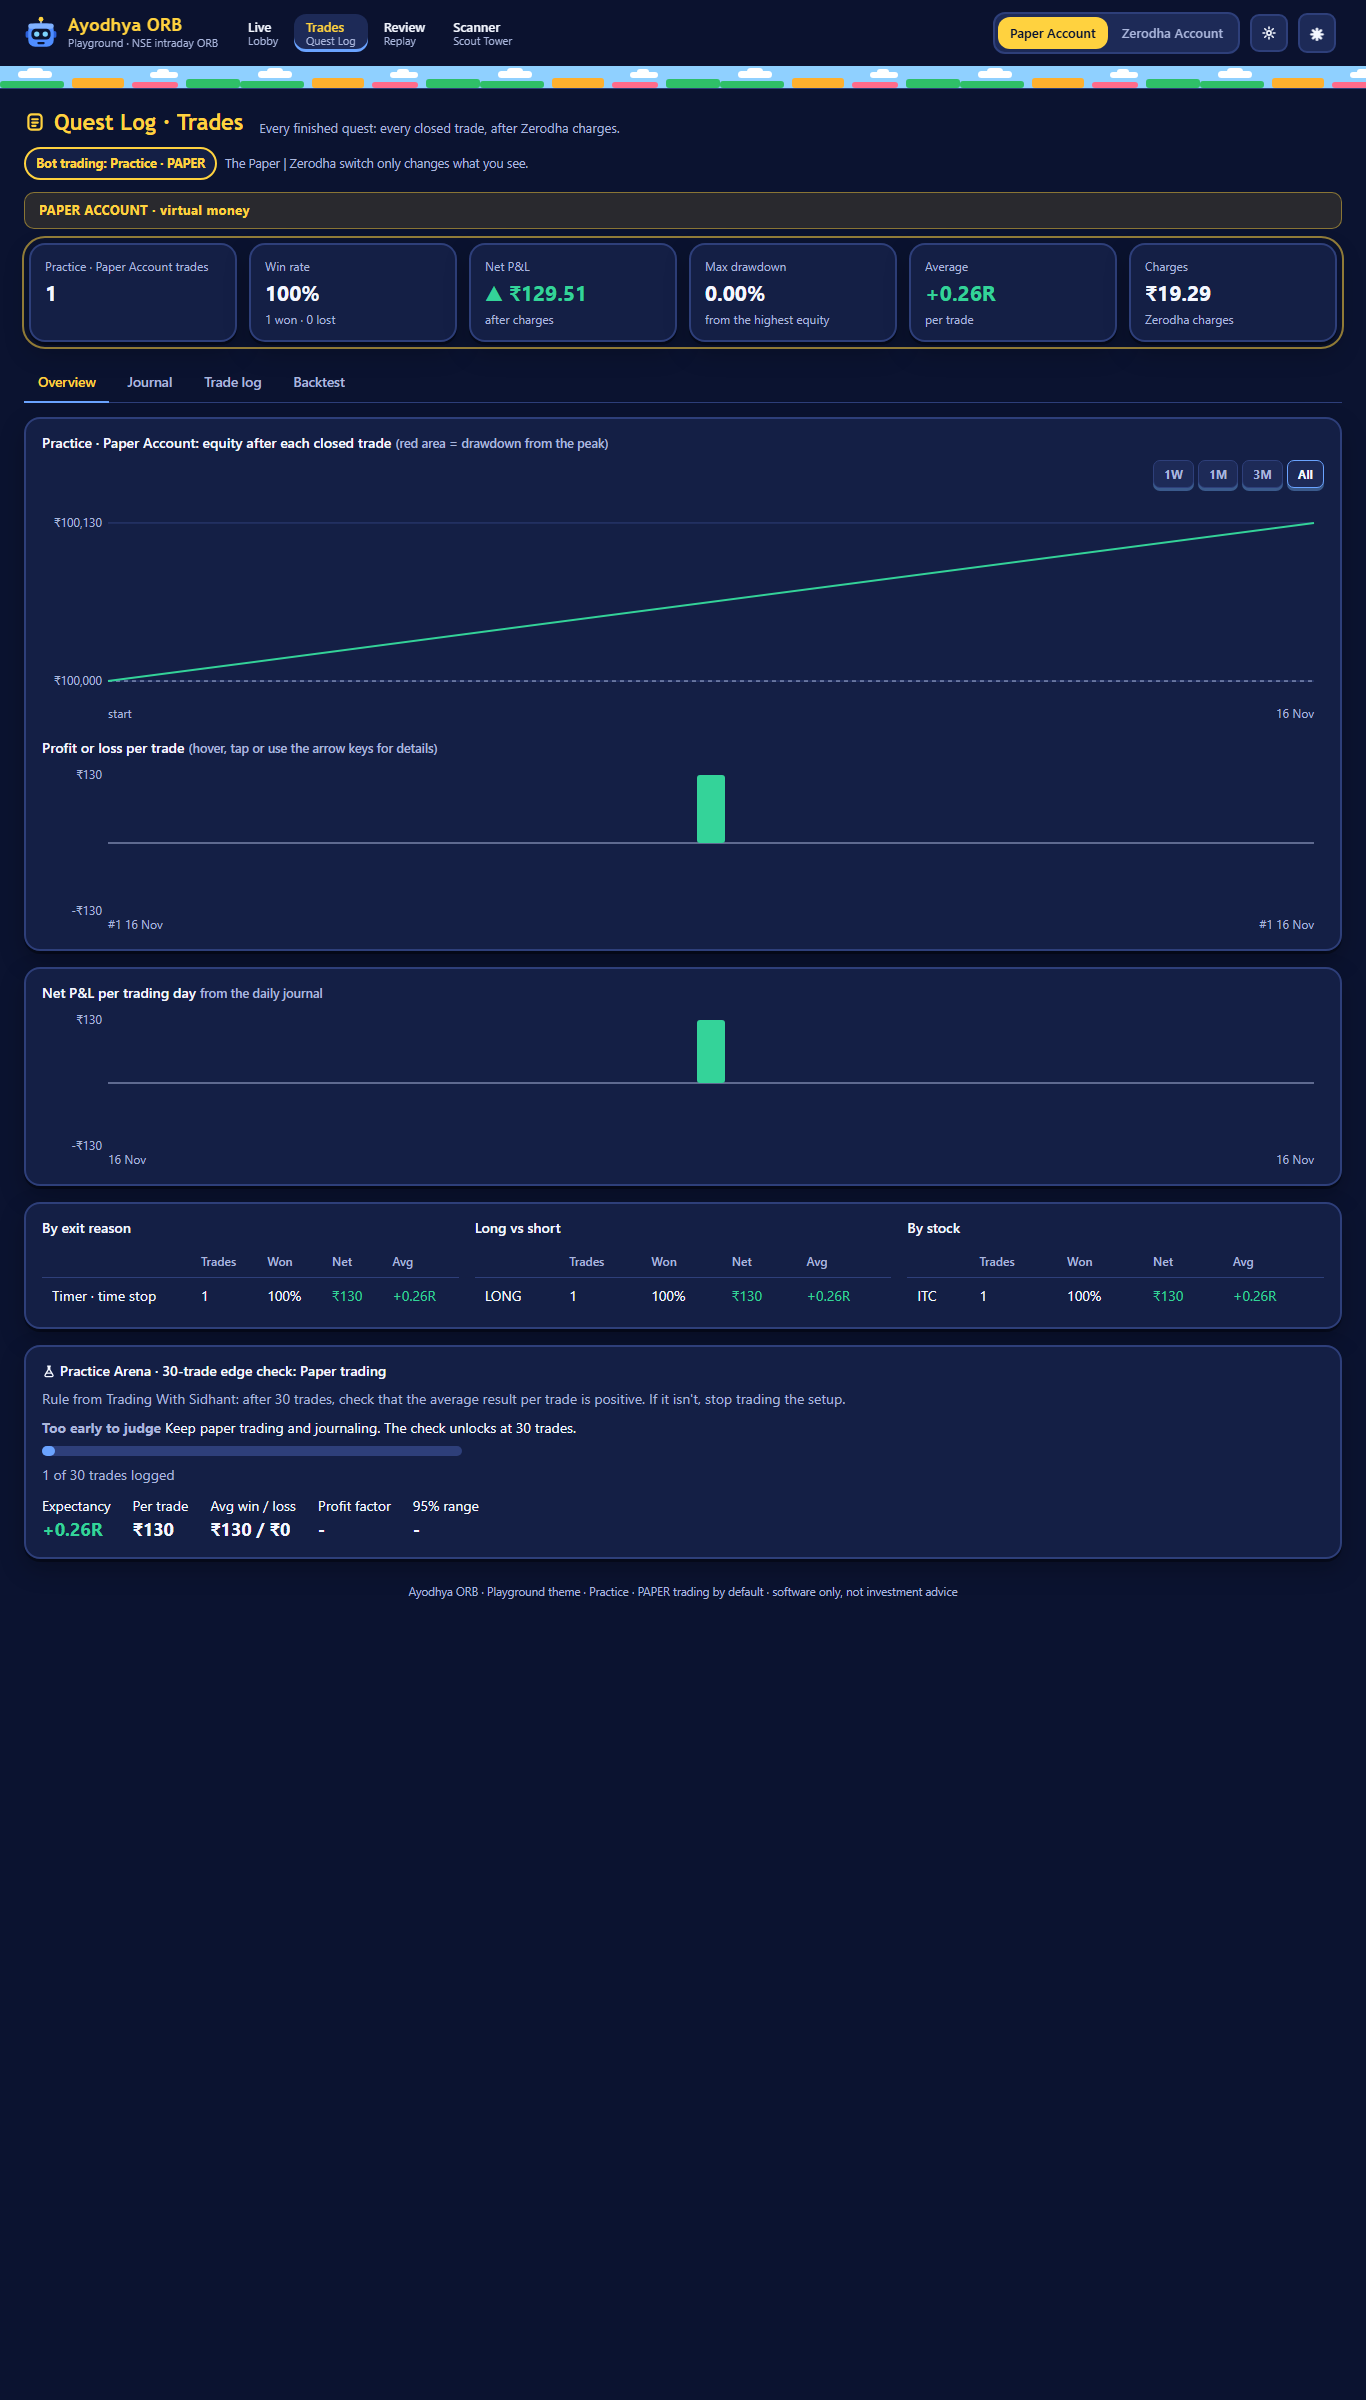 Ayodhya ORB
Playground · NSE intraday ORB
Live
Lobby
Trades
Quest Log
Review
Replay
Scanner
Scout Tower
Paper Account
Zerodha Account
Quest Log · Trades
Every finished quest: every closed trade, after Zerodha charges.
Bot trading: Practice · PAPER
The Paper | Zerodha switch only changes what you see.
PAPER ACCOUNT · virtual money
Practice · Paper Account trades
1
Win rate
100%
1 won · 0 lost
Net P&L
▲ ₹129.51
after charges
Max drawdown
0.00%
from the highest equity
Average
+0.26R
per trade
Charges
₹19.29
Zerodha charges
Overview
Journal
Trade log
Backtest
Practice · Paper Account: equity after each closed trade (red area = drawdown from the peak)
1W
1M
3M
All
₹100,130
₹100,000
start
16 Nov
Profit or loss per trade (hover, tap or use the arrow keys for details)
₹130
-₹130
#1 16 Nov
#1 16 Nov
Net P&L per trading day from the daily journal
₹130
-₹130
16 Nov
16 Nov
By exit reason
Trades Won Net Avg
Timer · time stop 1 100% ₹130 +0.26R
Long vs short
Trades Won Net Avg
LONG 1 100% ₹130 +0.26R
By stock
Trades Won Net Avg
ITC 1 100% ₹130 +0.26R
Practice Arena · 30-trade edge check: Paper trading
Rule from Trading With Sidhant: after 30 trades, check that the average result per trade is positive. If it isn't, stop trading the setup.
Too early to judge Keep paper trading and journaling. The check unlocks at 30 trades.
1 of 30 trades logged
Expectancy
+0.26R
Per trade
₹130
Avg win / loss
₹130 / ₹0
Profit factor
-
95% range
-
Ayodhya ORB · Playground theme · Practice · PAPER trading by default · software only, not investment advice